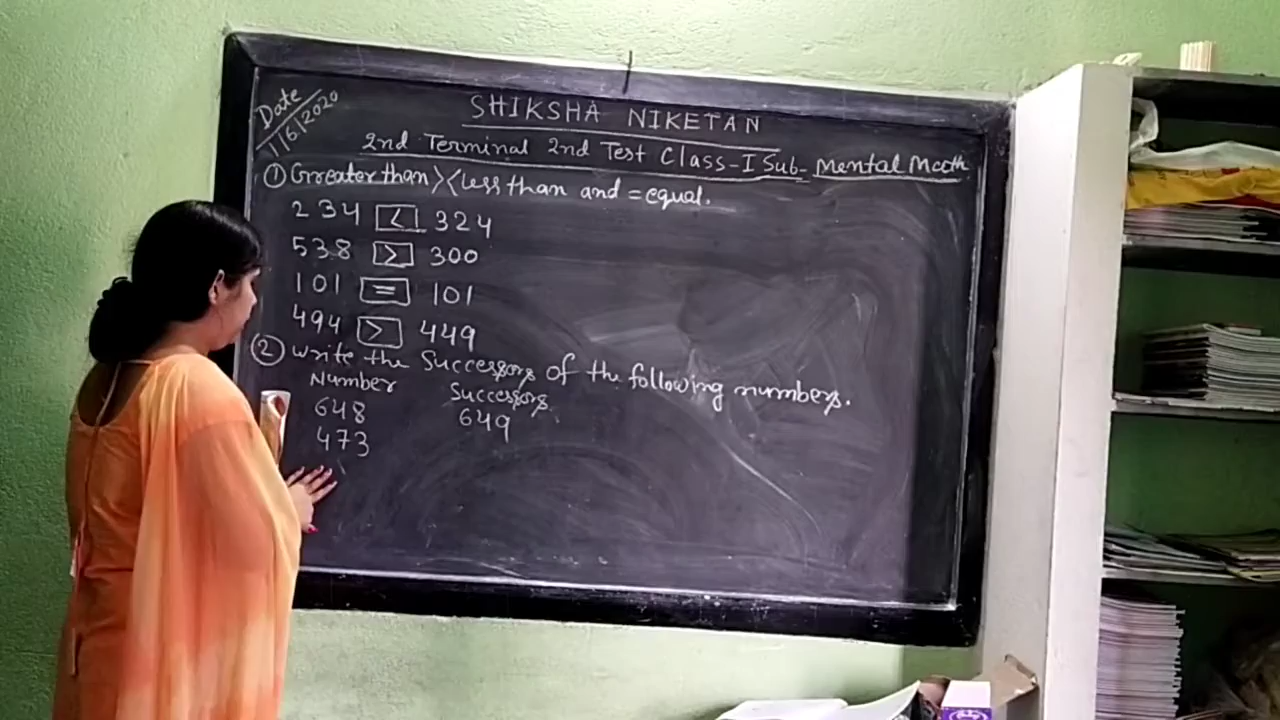 Date
1/6/2020
SHIKSHA NIKETAN
2nd Terminal 2nd Test Class-I Sub- Mental Math
① Greater than > < less than and = equal.
234 < 324
538 > 300
101 = 101
494 > 449
② Write the Successors of the following numbers.
Number Successors
648 649
473